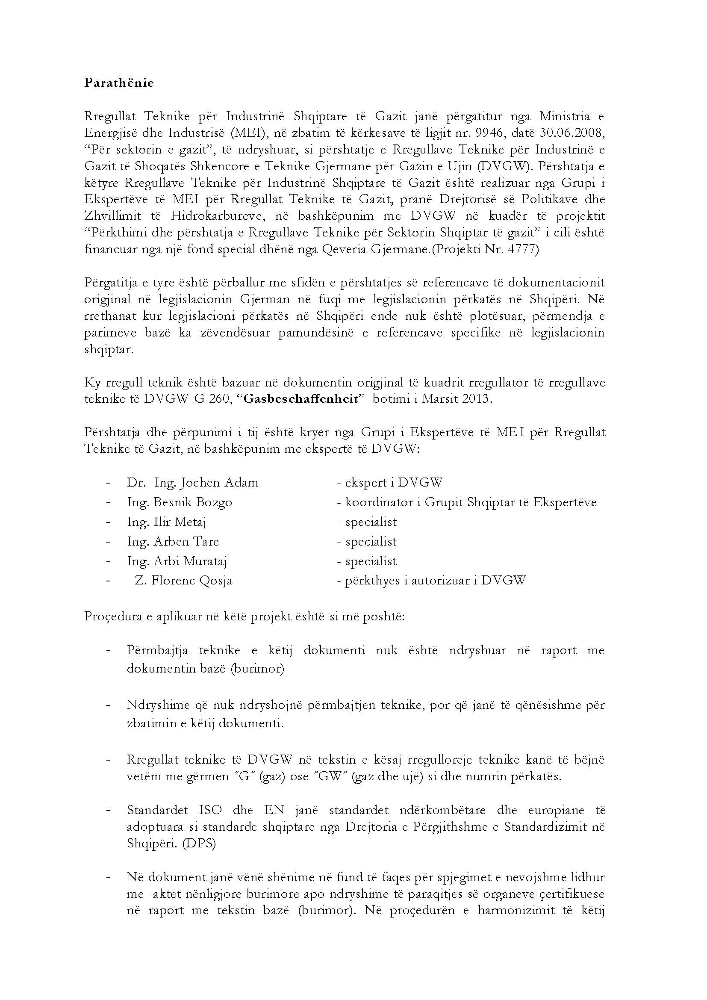 Parathënie
Rregullat Teknike për Industrinë Shqiptare të Gazit janë përgatitur nga Ministria e
Energjisë dhe Industrisë (MEI), në zbatim të kërkesave të ligjit nr. 9946, datë 30.06.2008,
“Për sektorin e gazit”, të ndryshuar, si përshtatje e Rregullave Teknike për Industrinë e
Gazit të Shoqatës Shkencore e Teknike Gjermane për Gazin e Ujin (DVGW). Përshtatja e
këtyre Rregullave Teknike për Industrinë Shqiptare të Gazit është realizuar nga Grupi i
Ekspertëve të MEI për Rregullat Teknike të Gazit, pranë Drejtorisë së Politikave dhe
Zhvillimit të Hidrokarbureve, në bashkëpunim me DVGW në kuadër të projektit
“Përkthimi dhe përshtatja e Rregullave Teknike për Sektorin Shqiptar të gazit” i cili është
financuar nga një fond special dhënë nga Qeveria Gjermane.(Projekti Nr. 4777)
Përgatitja e tyre është përballur me sfidën e përshtatjes së referencave të dokumentacionit
origjinal në legjislacionin Gjerman në fuqi me legjislacionin përkatës në Shqipëri. Në
rrethanat kur legjislacioni përkatës në Shqipëri ende nuk është plotësuar, përmendja e
parimeve bazë ka zëvendësuar pamundësinë e referencave specifike në legjislacionin
shqiptar.
Ky rregull teknik është bazuar në dokumentin origjinal të kuadrit rregullator të rregullave
teknike të DVGW-G 260, “Gasbeschaffenheit” botimi i Marsit 2013.
Përshtatja dhe përpunimi i tij është kryer nga Grupi i Ekspertëve të MEI për Rregullat
Teknike të Gazit, në bashkëpunim me ekspertë të DVGW:
- Dr. Ing. Jochen Adam - ekspert i DVGW
- Ing. Besnik Bozgo - koordinator i Grupit Shqiptar të Ekspertëve
- Ing. Ilir Metaj - specialist
- Ing. Arben Tare - specialist
- Ing. Arbi Murataj - specialist
- Z. Florenc Qosja - përkthyes i autorizuar i DVGW
Proçedura e aplikuar në këtë projekt është si më poshtë:
- Përmbajtja teknike e këtij dokumenti nuk është ndryshuar në raport me
dokumentin bazë (burimor)
- Ndryshime që nuk ndryshojnë përmbajtjen teknike, por që janë të qënësishme për
zbatimin e këtij dokumenti.
- Rregullat teknike të DVGW në tekstin e kësaj rregulloreje teknike kanë të bëjnë
vetëm me gërmen ˝G˝ (gaz) ose ˝GW˝ (gaz dhe ujë) si dhe numrin përkatës.
- Standardet ISO dhe EN janë standardet ndërkombëtare dhe europiane të
adoptuara si standarde shqiptare nga Drejtoria e Përgjithshme e Standardizimit në
Shqipëri. (DPS)
- Në dokument janë vënë shënime në fund të faqes për spjegimet e nevojshme lidhur
me aktet nënligjore burimore apo ndryshime të paraqitjes së organeve çertifikuese
në raport me tekstin bazë (burimor). Në proçedurën e harmonizimit të këtij